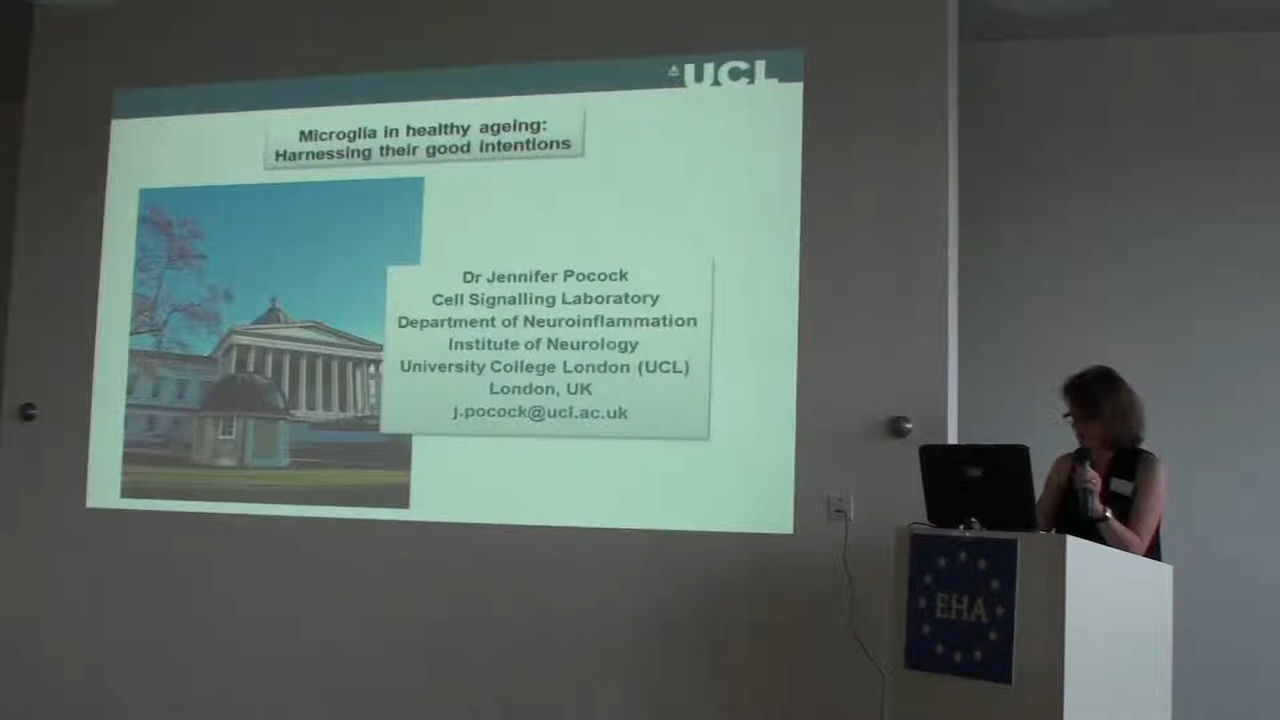 UCL
Microglia in healthy ageing:
Harnessing their good intentions
Dr Jennifer Pocock
Cell Signalling Laboratory
Department of Neuroinflammation
Institute of Neurology
University College London (UCL)
London, UK
j.pocock@ucl.ac.uk
EHA